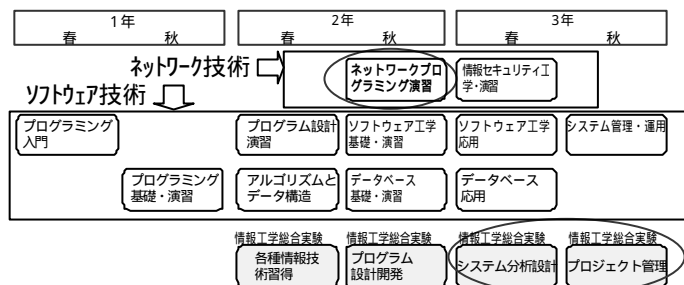 1年
2年
3年
春 秋
春 秋
春 秋
ネットワーク技術
ネットワークプロ
グラミング演習
情報セキュリティエ
学・演習
ソフトウェア技術
プログラミング
入門
プログラム設計
演習
ソフトウェア工学
基礎・演習
ソフトウェア工学
応用
システム管理・運用
プログラミング
基礎・演習
アルゴリズムと
データ構造
データベース
基礎・演習
データベース
応用
情報工学総合実験
各種情報技
術習得
情報工学総合実験
プログラム
設計開発
情報工学総合実験
システム分析設計
情報工学総合実験
プロジェクト管理